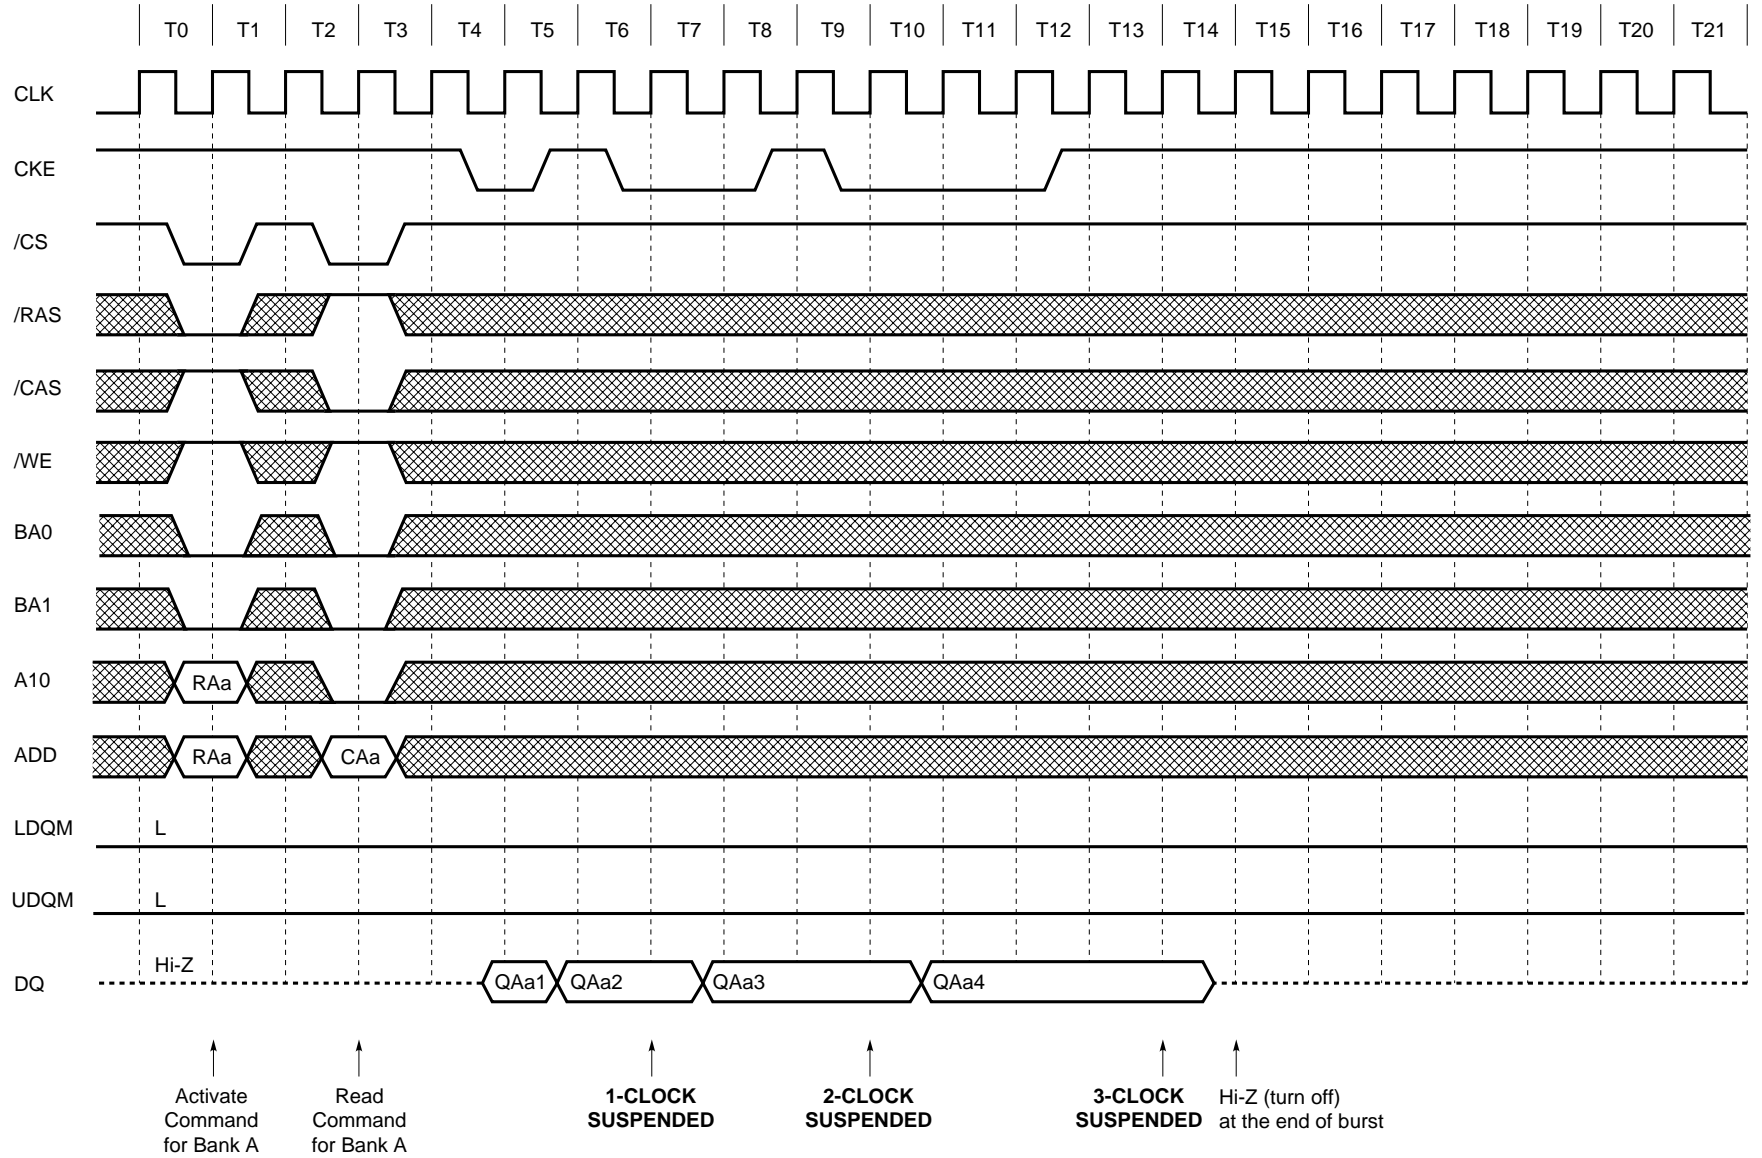 T0 T1 T2 T3 T4 T5 T6 T7 T8 T9 T10 T11 T12 T13 T14 T15 T16 T17 T18 T19 T20 T21
CLK
CKE
/CS
/RAS
/CAS
/WE
BA0
BA1
A10 RAa
ADD RAa CAa
LDQM L
UDQM L
DQ Hi-Z QAa1 QAa2 QAa3 QAa4
Activate
Command
for Bank A
Read
Command
for Bank A
1-CLOCK
SUSPENDED
2-CLOCK
SUSPENDED
3-CLOCK
SUSPENDED
Hi-Z (turn off)
at the end of burst